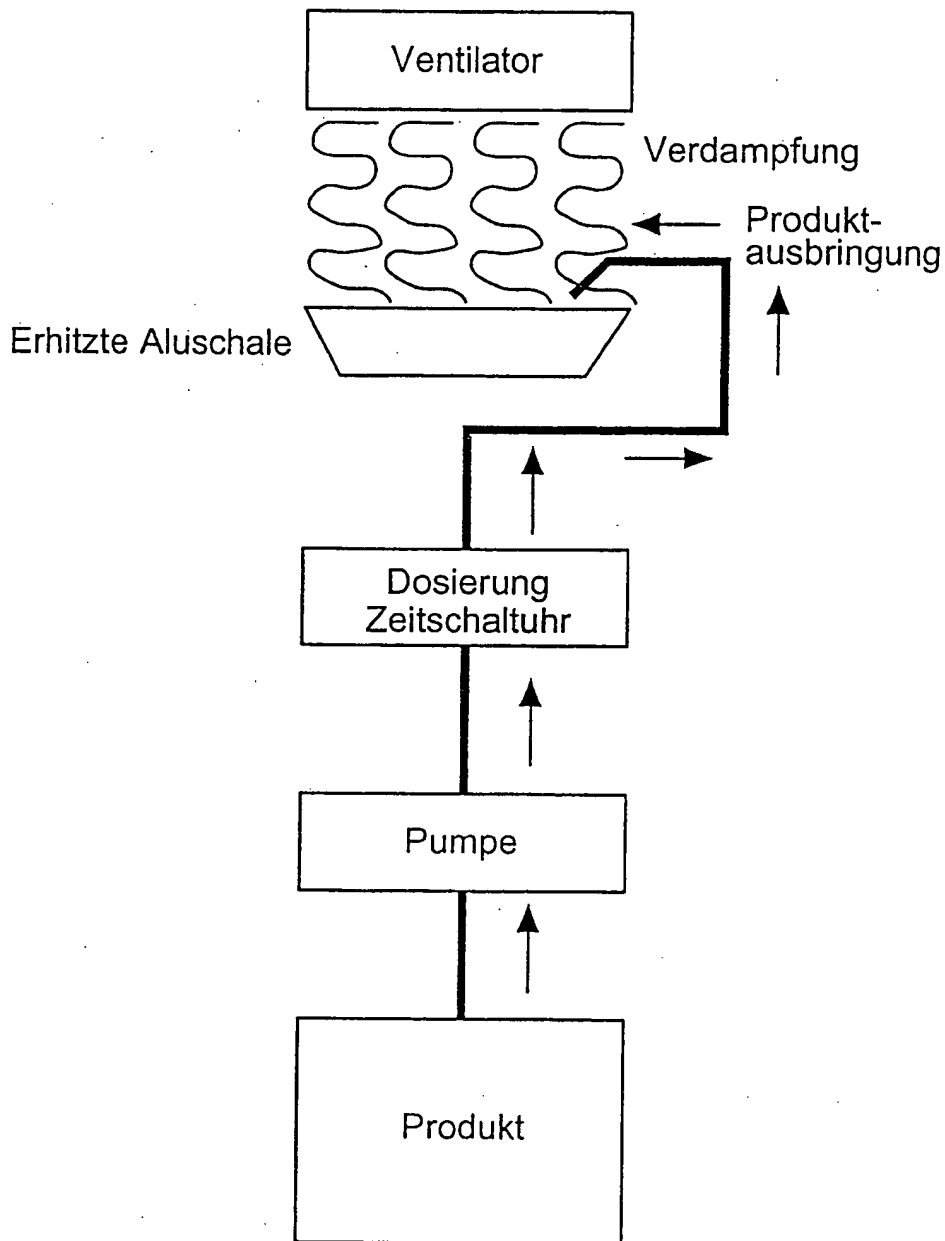 Ventilator
Verdampfung
Produkt-
ausbringung
Erhitzte Aluschale
Dosierung
Zeitschaltuhr
Pumpe
Produkt